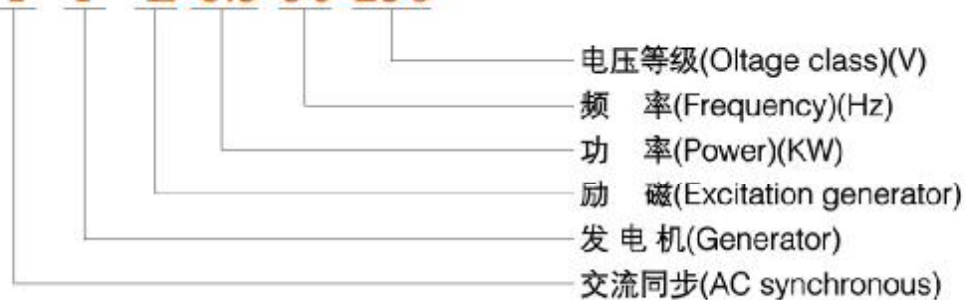 电压等级(Oltage class)(V)
频 率(Frequency)(Hz)
功 率(Power)(KW)
励 磁(Excitation generator)
发 电 机(Generator)
交流同步(AC synchronous)